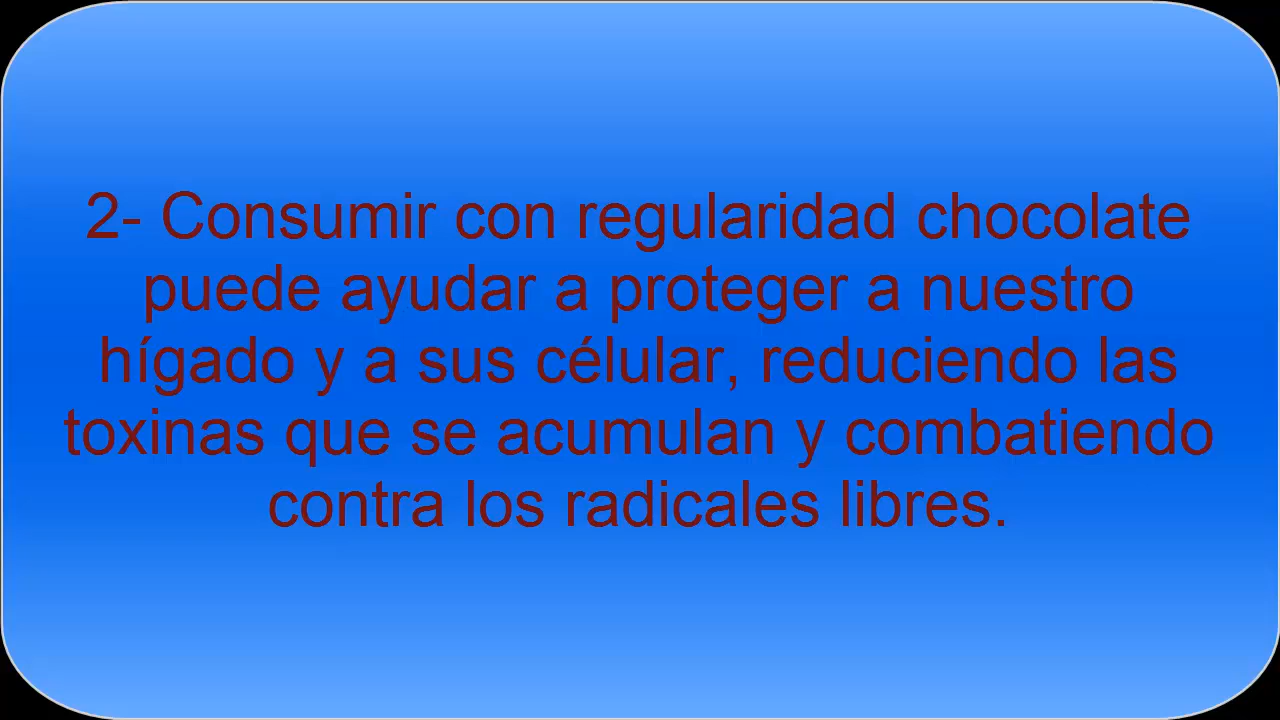 2- Consumir con regularidad chocolate
puede ayudar a proteger a nuestro
hígado y a sus célular, reduciendo las
toxinas que se acumulan y combatiendo
contra los radicales libres.